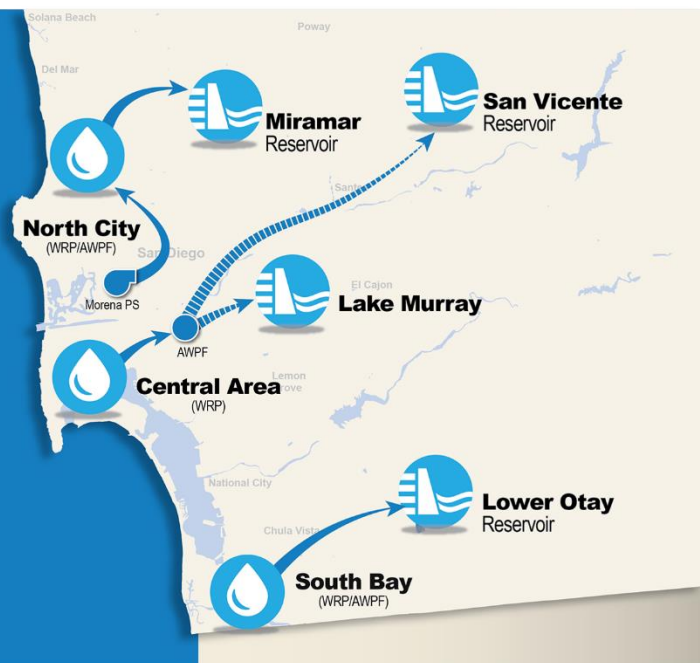 Solana Beach
Poway
Del Mar
Miramar
Reservoir
San Vicente
Reservoir
North City
(WRP/AWPF)
San Diego
Morena PS
El Cajon
Lake Murray
AWPF
Central Area
(WRP)
Lemon
National City
Lower Otay
Reservoir
Chula Vista
South Bay
(WRP/AWPF)